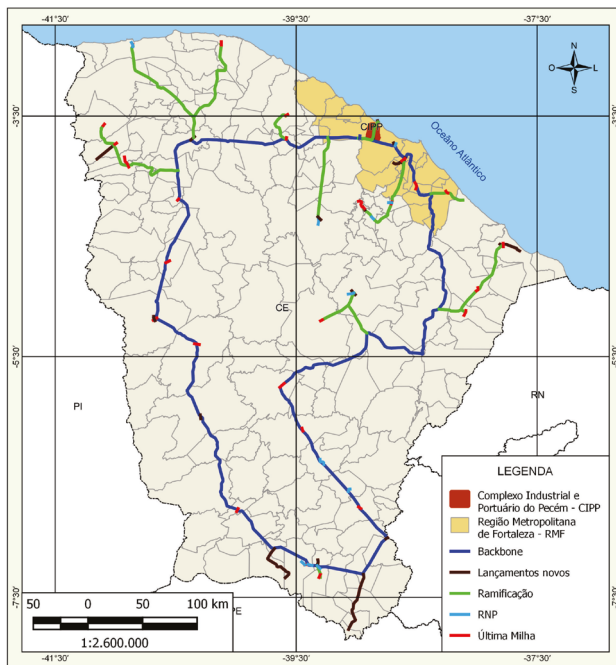 -41°30 -39°30 -37°30
N
O L
S
-3°30 -3°30
CIPP
Oceâno Atlântico
CE
-5°30 -5°30
PI
RN
LEGENDA
Complexo Industrial e
Portuário do Pecém - CIPP
Região Metropolitana
de Fortaleza - RMF
Backbone
Lançamentos novos
Ramificação
RNP
Última Milha
-7°30 -7°30
PE
50 0 50 100 km
1:2.600.000
-41°30 -39°30 -37°30